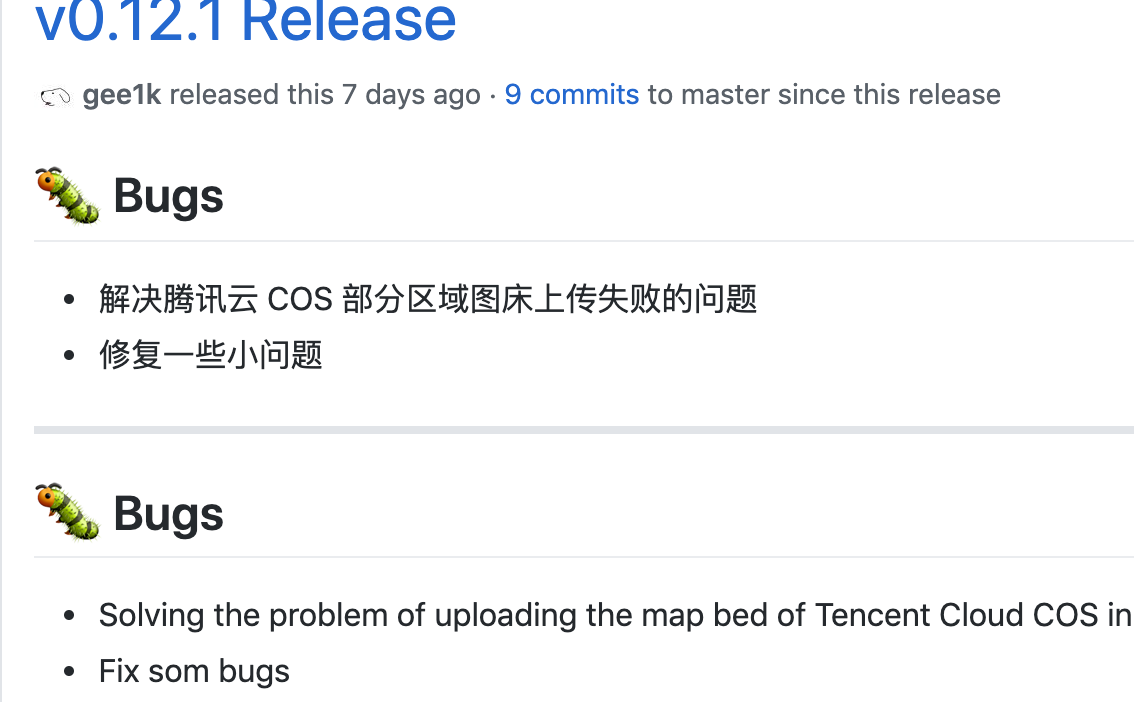 v0.12.1 Release
gee1k released this 7 days ago · 9 commits to master since this release
Bugs
解决腾讯云 COS 部分区域图床上传失败的问题
修复一些小问题
Bugs
Solving the problem of uploading the map bed of Tencent Cloud COS in
Fix som bugs